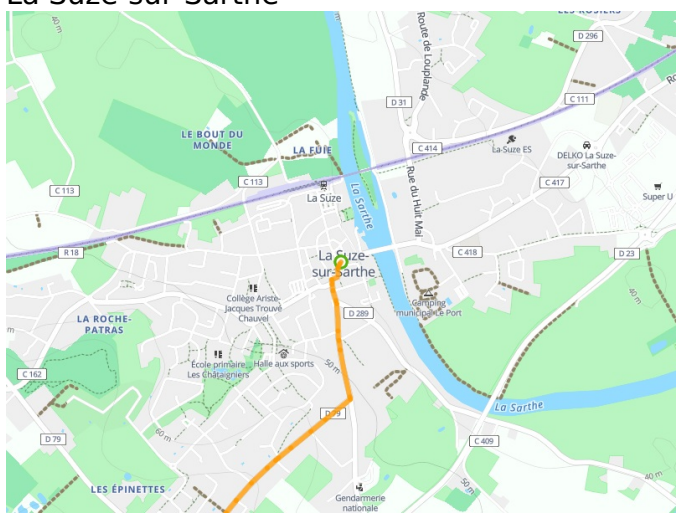 La Suze-sur-Sarthe
LES ROSIERS
40 m
D 296
Route de Louplande
C 111
D 31
LE BOUT DU
MONDE
LA FUIE
C 414
La-Suze ES
DELKO La Suze-
sur-Sarthe
C 113
C 113
La Suze
La Sarthe
Rue du Huit Mai
C 417
Super U
R 18
La Suze-
sur-Sarthe
C 418
D 23
Collège Ariste-
Jacques Trouvé
Chauvel
Camping
municipal Le Port
D 289
LA ROCHE-
PATRAS
École primaire
Les Châtaigniers
Halle aux sports
50 m
C 162
La Sarthe
D 79
D 79
60 m
C 409
50 m
40 m
LES ÉPINETTES
Gendarmerie
nationale